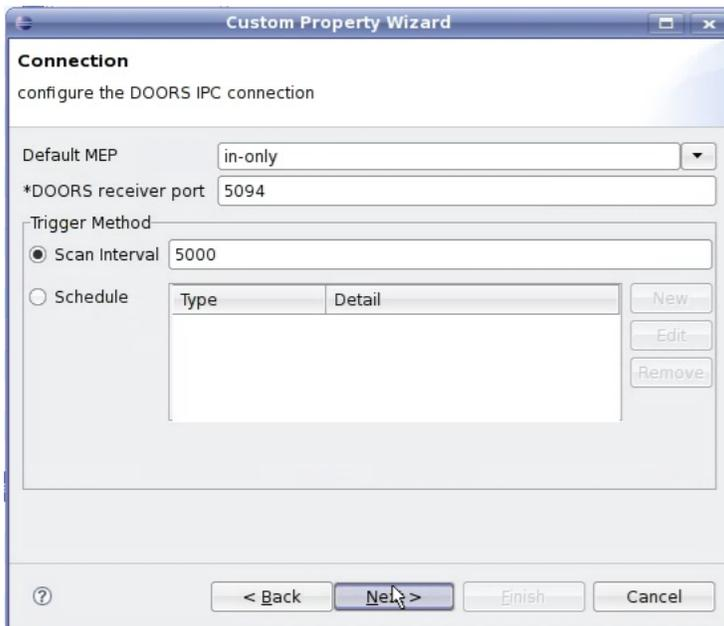 Custom Property Wizard
Connection
configure the DOORS IPC connection
Default MEP in-only
*DOORS receiver port 5094
Trigger Method
Scan Interval 5000
Schedule Type Detail New
Edit
Remove
< Back Next > Finish Cancel